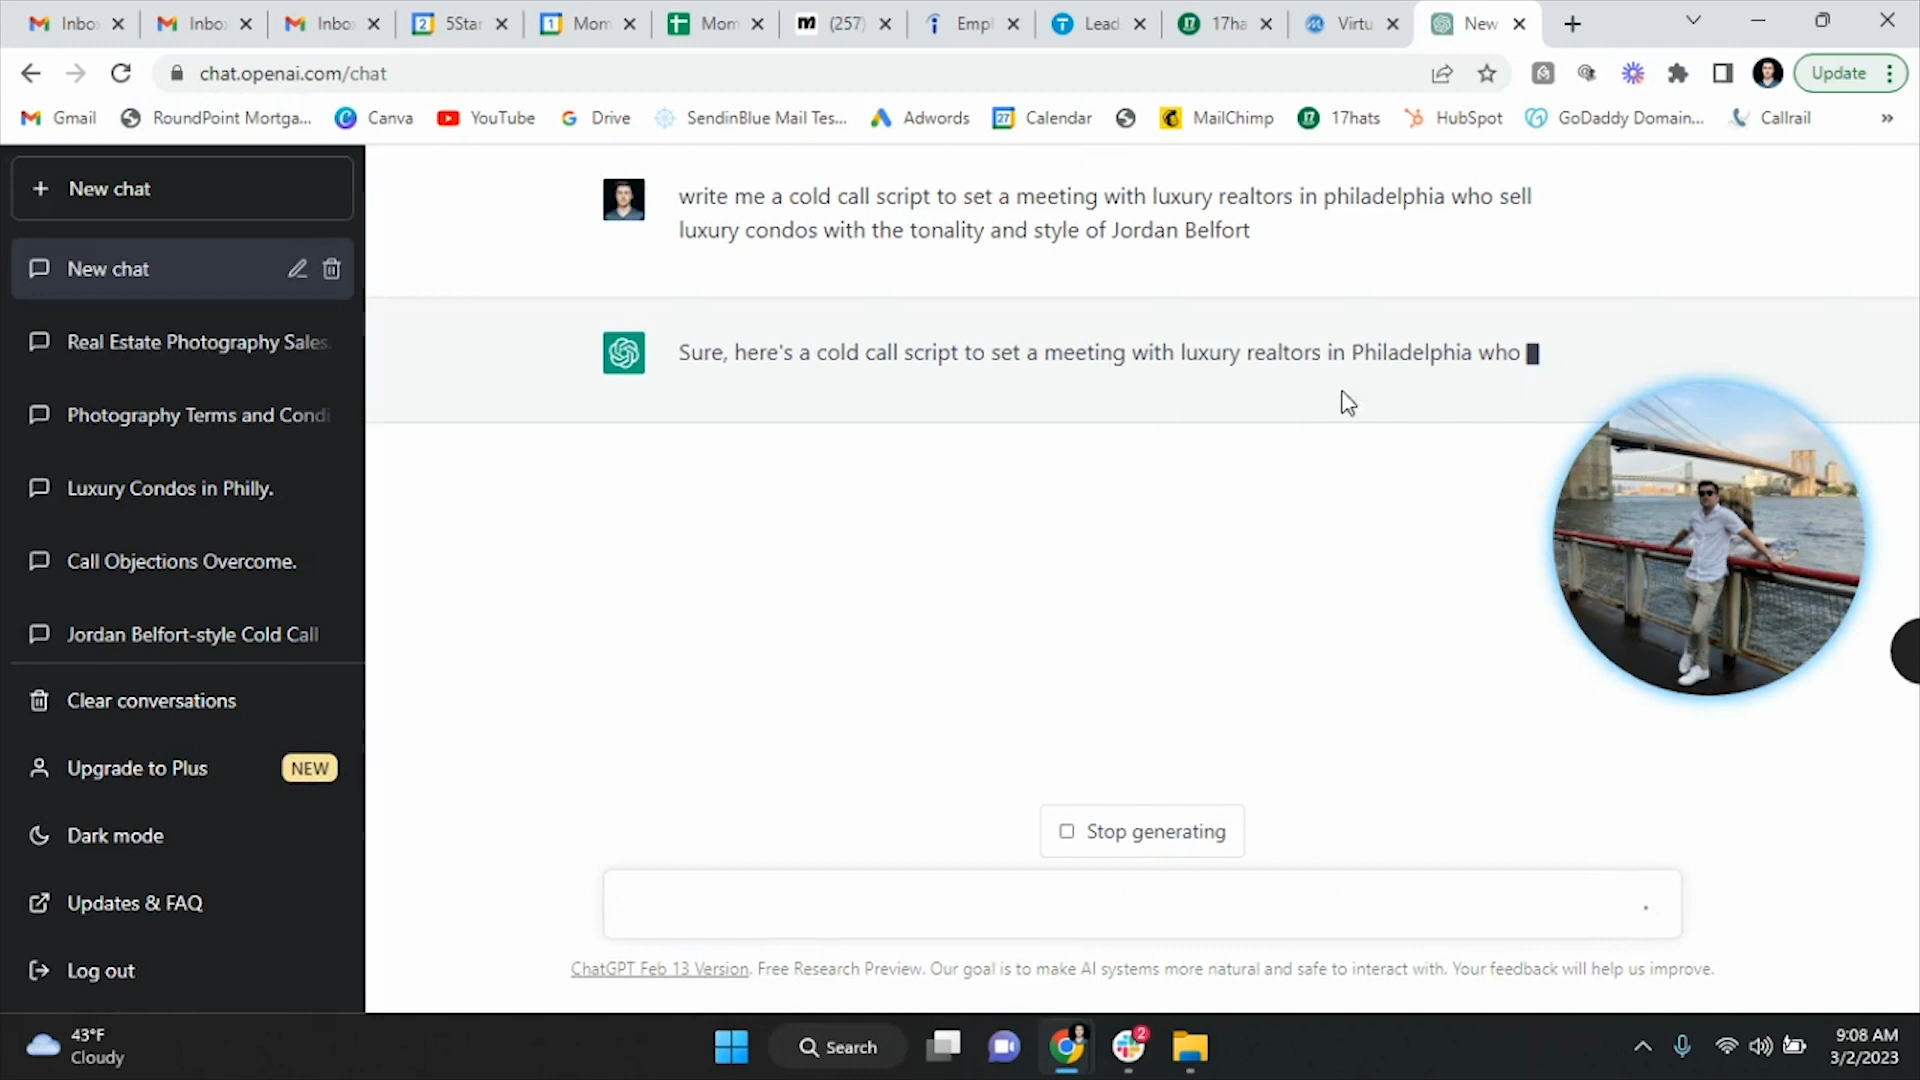 Inbo
Inbo
Inbo
5Star
Mom
Mom
(257)
Empl
Lead
17ha
Virtu
New
chat.openai.com/chat
Update
Gmail
RoundPoint Mortga...
Canva
YouTube
Drive
SendinBlue Mail Tes...
Adwords
Calendar
MailChimp
17hats
HubSpot
GoDaddy Domain...
Callrail
»
+ New chat
New chat
Real Estate Photography Sales.
Photography Terms and Condi
Luxury Condos in Philly.
Call Objections Overcome.
Jordan Belfort-style Cold Call
Clear conversations
Upgrade to Plus
NEW
Dark mode
Updates & FAQ
Log out
write me a cold call script to set a meeting with luxury realtors in philadelphia who sell
luxury condos with the tonality and style of Jordan Belfort
Sure, here's a cold call script to set a meeting with luxury realtors in Philadelphia who
Stop generating
ChatGPT Feb 13 Version. Free Research Preview. Our goal is to make AI systems more natural and safe to interact with. Your feedback will help us improve.
43°F
Cloudy
Search
2
9:08 AM
3/2/2023